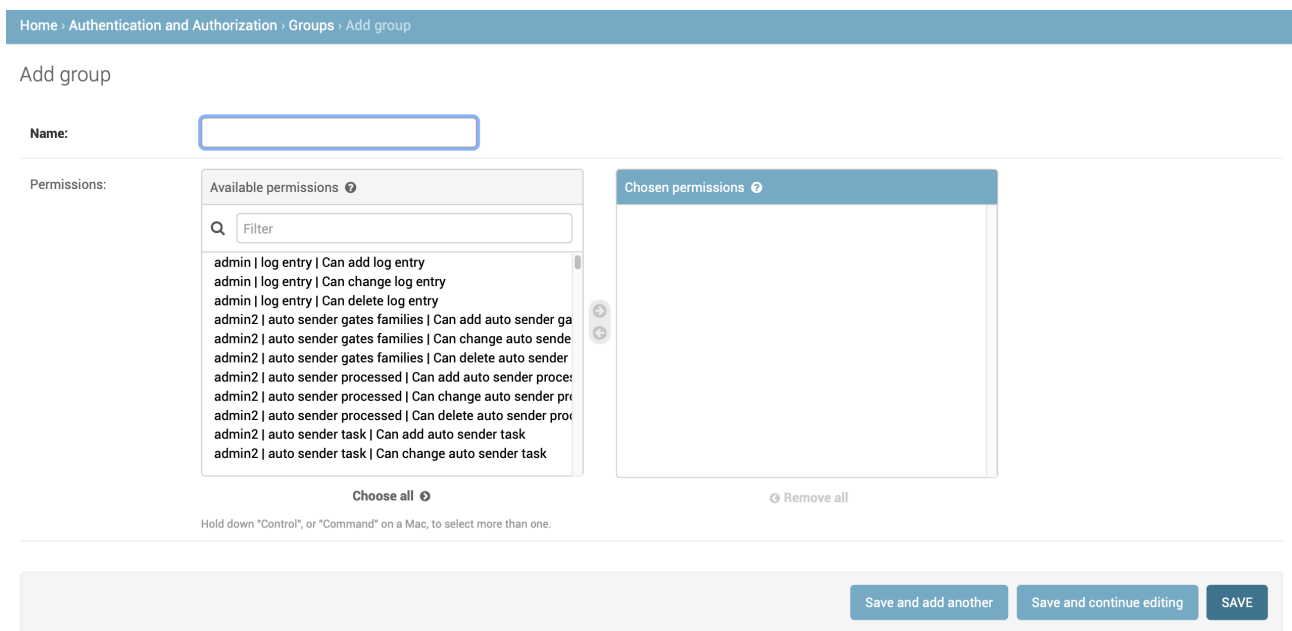 Home › Authentication and Authorization › Groups › Add group
Add group
Name:
Permissions:
Available permissions ?
Filter
admin | log entry | Can add log entry
admin | log entry | Can change log entry
admin | log entry | Can delete log entry
admin2 | auto sender gates families | Can add auto sender ga
admin2 | auto sender gates families | Can change auto sende
admin2 | auto sender gates families | Can delete auto sender
admin2 | auto sender processed | Can add auto sender proces
admin2 | auto sender processed | Can change auto sender pro
admin2 | auto sender processed | Can delete auto sender proc
admin2 | auto sender task | Can add auto sender task
admin2 | auto sender task | Can change auto sender task
Choose all
Hold down "Control", or "Command" on a Mac, to select more than one.
Chosen permissions ?
Remove all
Save and add another
Save and continue editing
SAVE